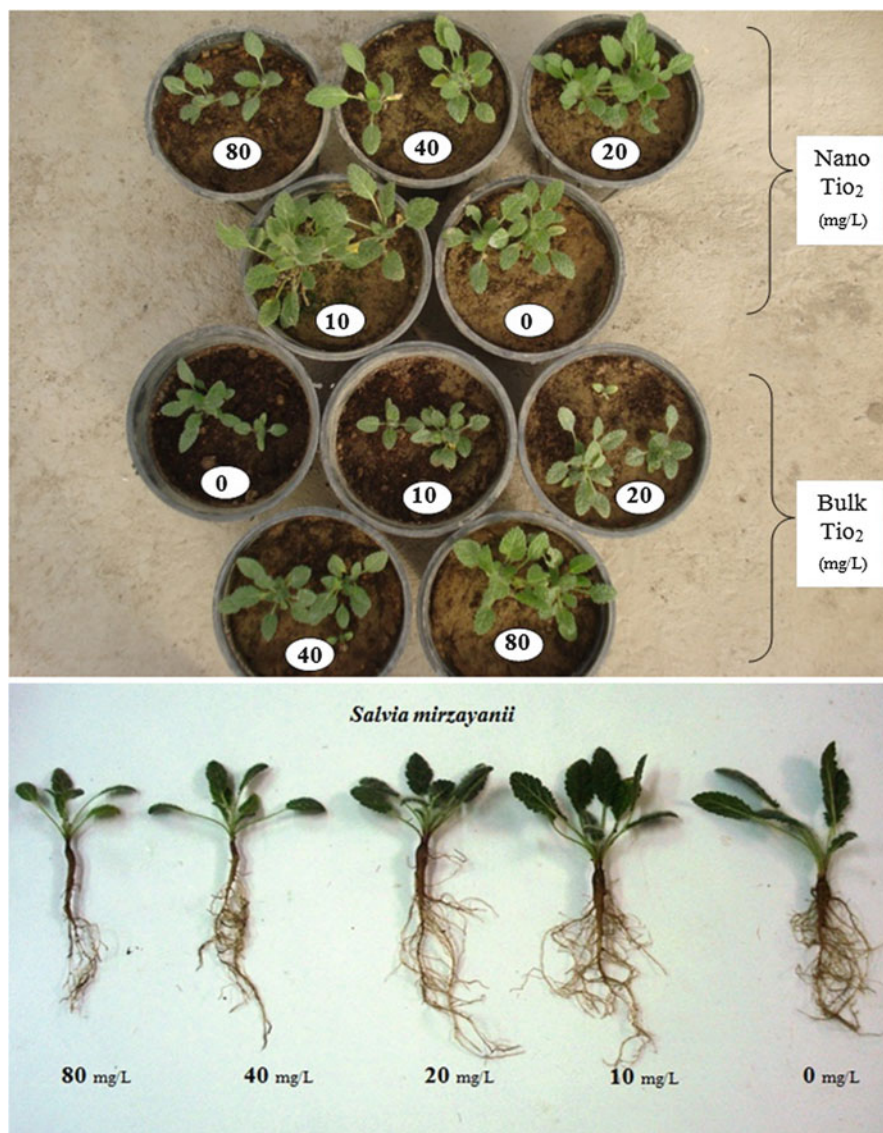 80
40
20
Nano
Tio₂
(mg/L)
10
0
0
10
20
Bulk
Tio₂
(mg/L)
40
80
Salvia mirzayanii
80 mg/L
40 mg/L
20 mg/L
10 mg/L
0 mg/L